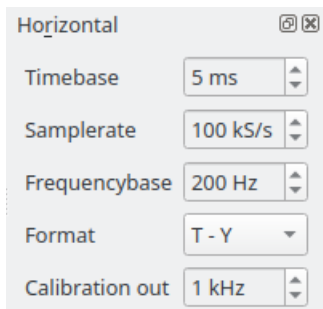 Horizontal
Timebase 5 ms
Samplerate 100 kS/s
Frequencybase 200 Hz
Format T - Y
Calibration out 1 kHz